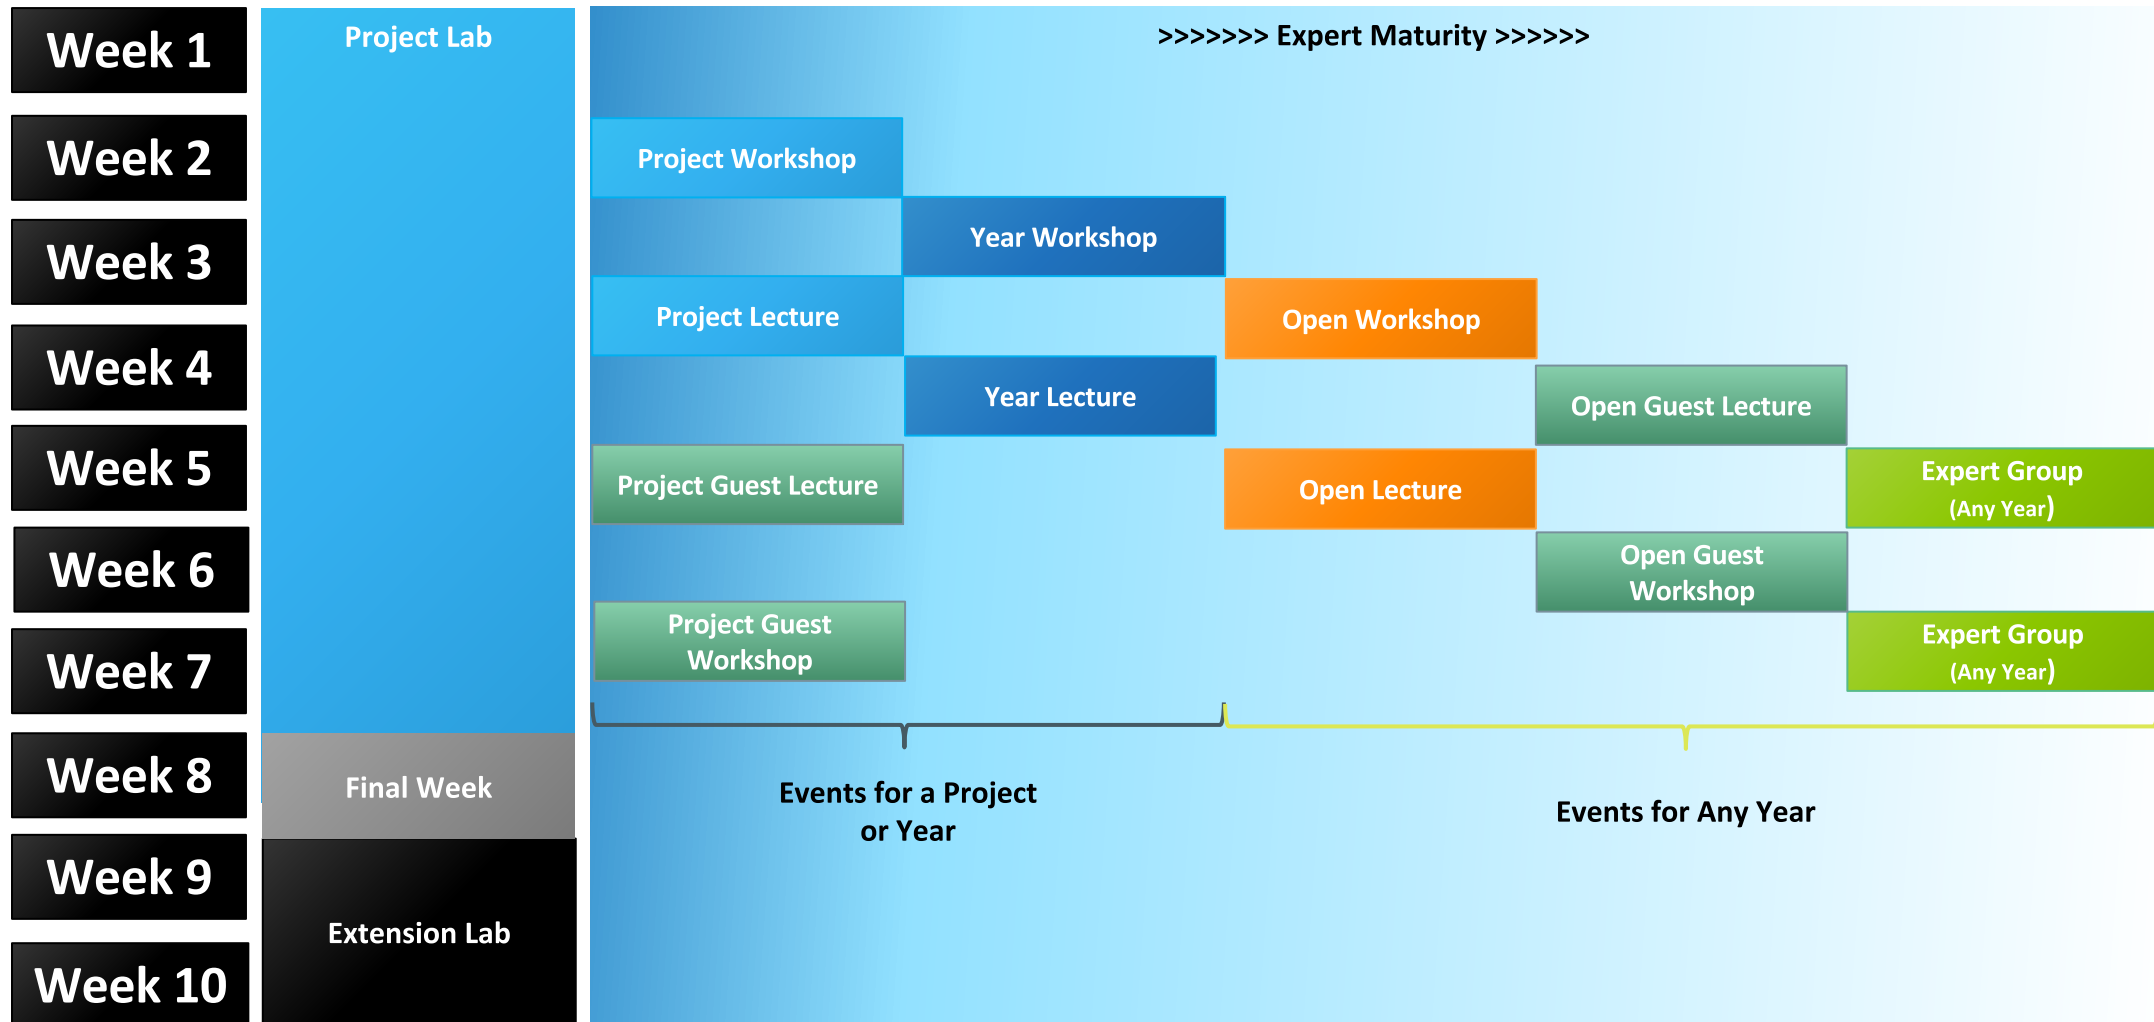 Week 1
Week 2
Week 3
Week 4
Week 5
Week 6
Week 7
Week 8
Week 9
Week 10
Project Lab
Final Week
Extension Lab
>>>>>>> Expert Maturity >>>>>>
Project Workshop
Year Workshop
Project Lecture
Open Workshop
Year Lecture
Open Guest Lecture
Project Guest Lecture
Open Lecture
Expert Group
(Any Year)
Open Guest
Workshop
Project Guest
Workshop
Expert Group
(Any Year)
Events for a Project
or Year
Events for Any Year